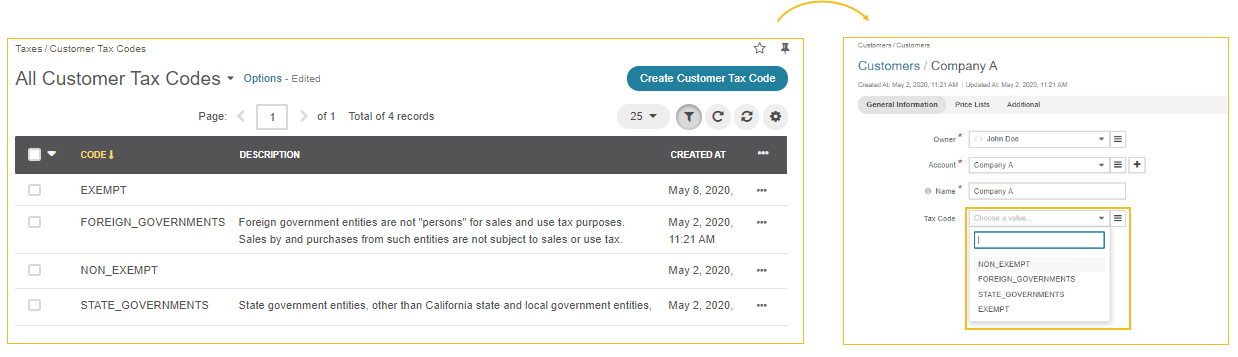 Taxes / Customer Tax Codes
All Customer Tax Codes Options - Edited
Create Customer Tax Code
Page: 1 of 1 Total of 4 records
25
CODE DESCRIPTION CREATED AT
EXEMPT May 8, 2020,
FOREIGN_GOVERNMENTS Foreign government entities are not "persons" for sales and use tax purposes. May 2, 2020,
Sales by and purchases from such entities are not subject to sales or use tax. 11:21 AM
NON_EXEMPT May 2, 2020,
STATE_GOVERNMENTS State government entities, other than California state and local government entities, May 2, 2020,
Customers / Customers
Customers / Company A
Created At: May 2, 2020, 11:21 AM | Updated At: May 2, 2020, 11:21 AM
General Information Price Lists Additional
Owner * John Doe
Account * Company A
Name * Company A
Tax Code Choose a value...
NON_EXEMPT
FOREIGN_GOVERNMENTS
STATE_GOVERNMENTS
EXEMPT